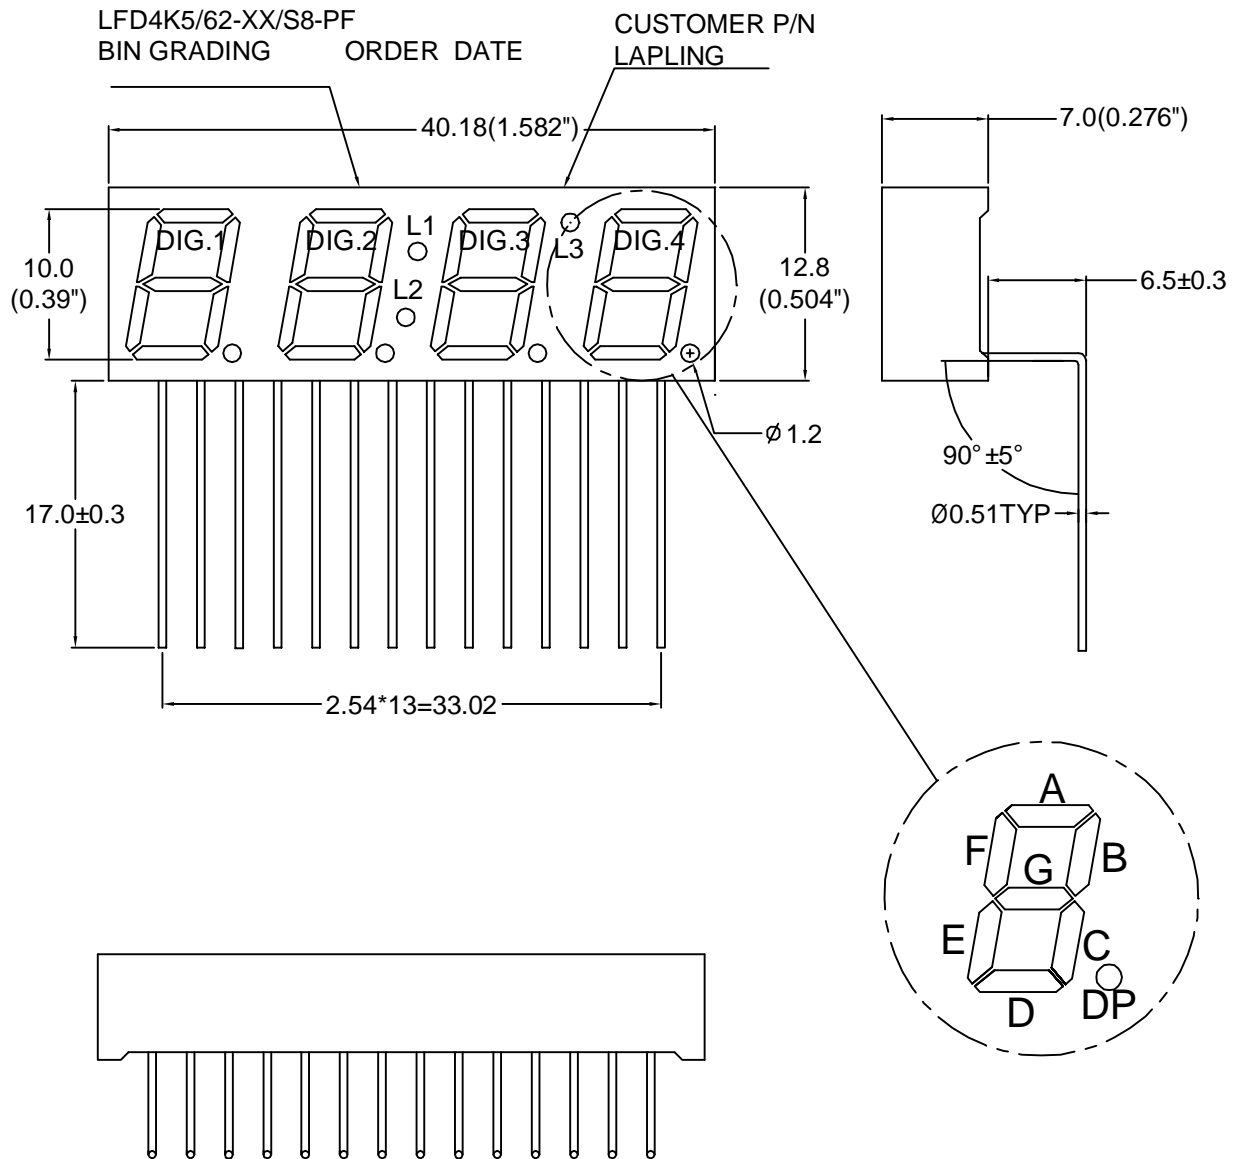 LFD4K5/62-XX/S8-PF
BIN GRADING ORDER DATE
CUSTOMER P/N
LAPLING
40.18(1.582")
7.0(0.276")
DIG.1
DIG.2
L1
DIG.3
L3
DIG.4
L2
10.0
(0.39")
12.8
(0.504")
6.5±0.3
Ø1.2
90°±5°
17.0±0.3
Ø0.51TYP
2.54*13=33.02
A
F
B
G
E
C
D
DP